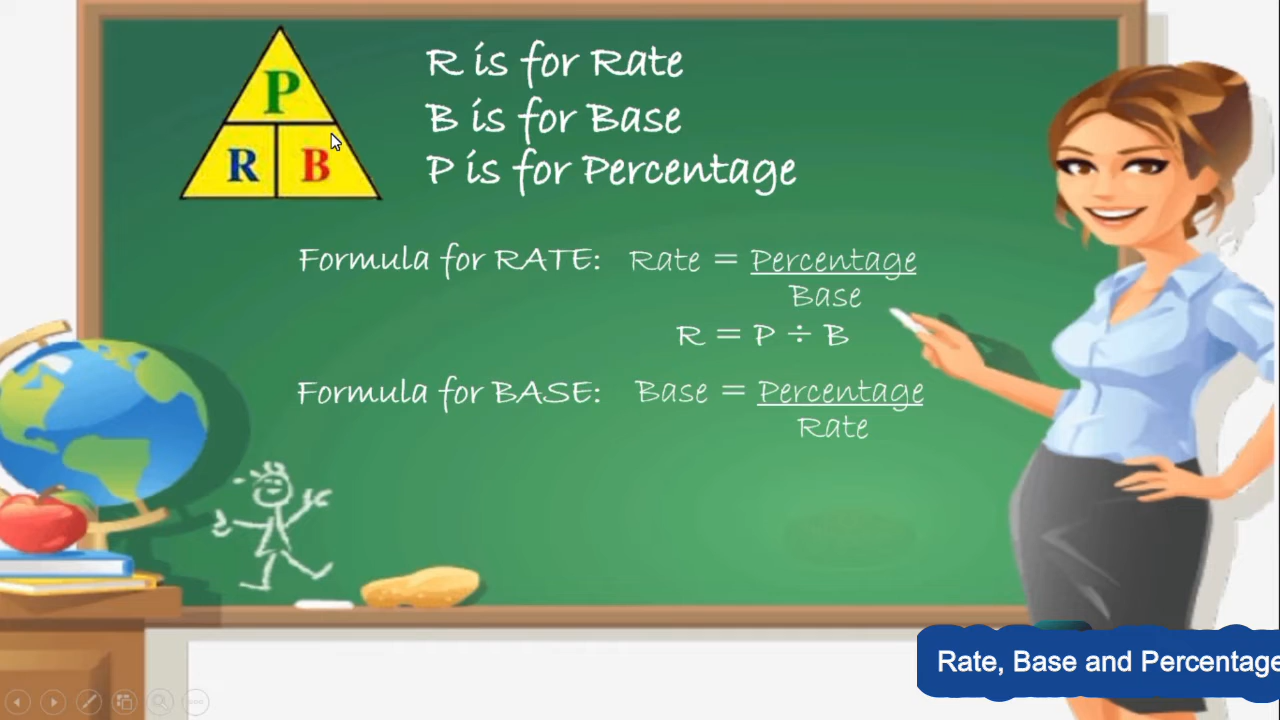 P
R B
R is for Rate
B is for Base
P is for Percentage
Formula for RATE: Rate = Percentage
Base
R = P ÷ B
Formula for BASE: Base = Percentage
Rate
Rate, Base and Percentage